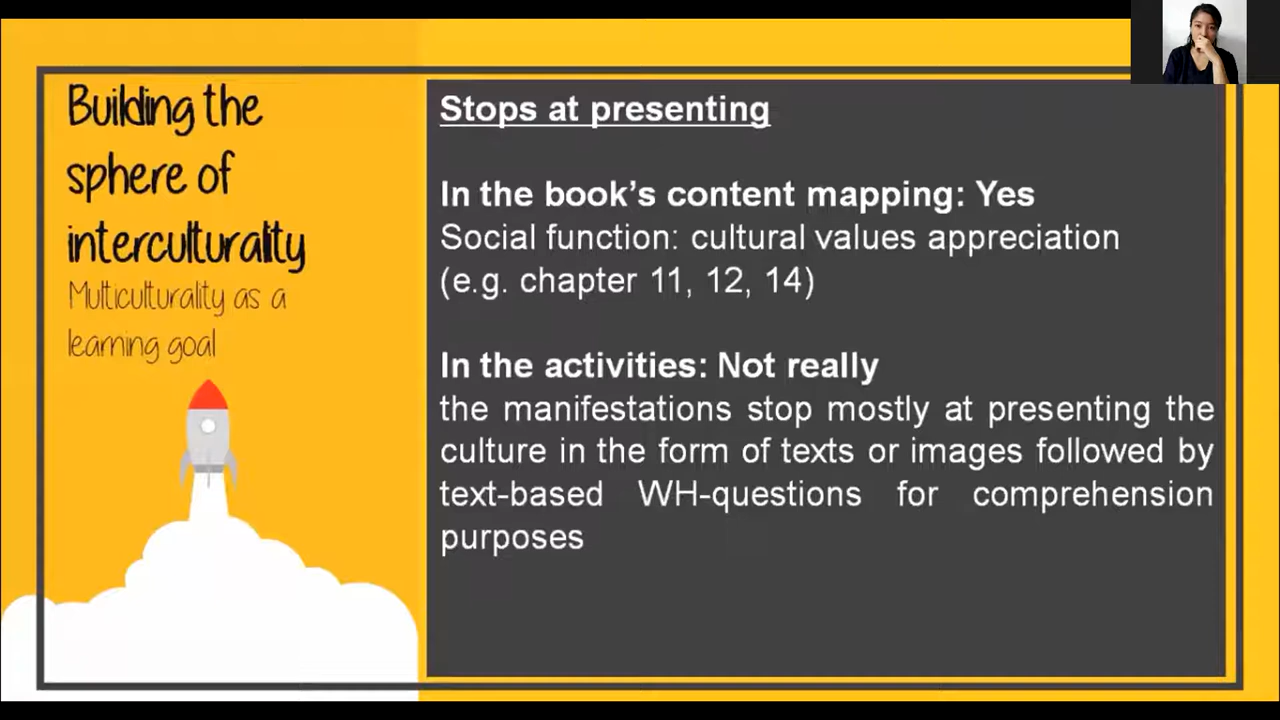 Building the
sphere of
interculturality
Multiculturality as a
learning goal
Stops at presenting
In the book's content mapping: Yes
Social function: cultural values appreciation
(e.g. chapter 11, 12, 14)
In the activities: Not really
the manifestations stop mostly at presenting the
culture in the form of texts or images followed by
text-based WH-questions for comprehension
purposes